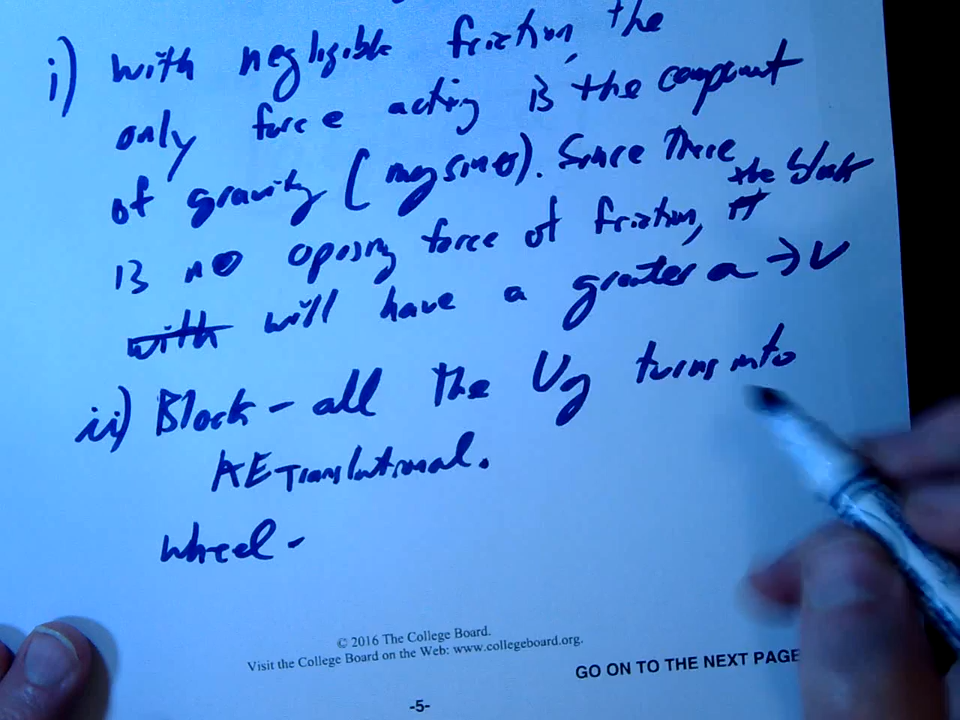 i) with negligible friction, the
only force acting is the component
of gravity (mg sin θ). Since there
is no oposing force of friction, it the block
with will have a greater a → v
ii) Block - all the Ug turns into
KE Translational.
wheel -
© 2016 The College Board.
Visit the College Board on the Web: www.collegeboard.org.
GO ON TO THE NEXT PAGE
-5-